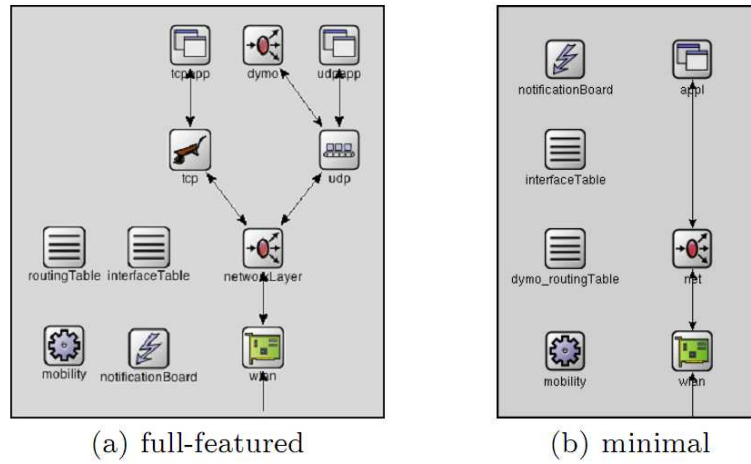 tcpapp dymo udpapp
tcp udp
routingTable interfaceTable networkLayer
mobility notificationBoard wlan
(a) full-featured
notificationBoard appl
interfaceTable
dymo_routingTable net
mobility wlan
(b) minimal